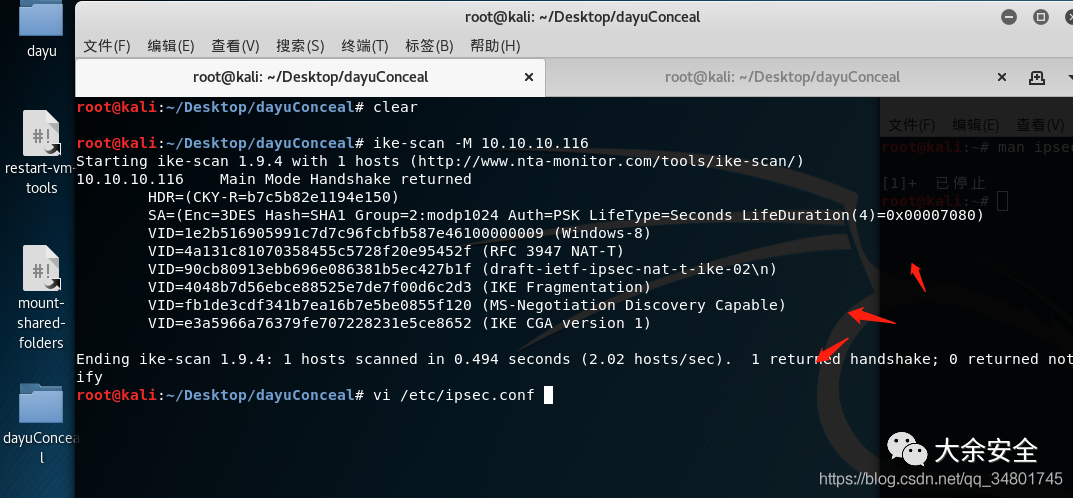 root@kali: ~/Desktop/dayuConceal
文件(F) 编辑(E) 查看(V) 搜索(S) 终端(T) 标签(B) 帮助(H)
root@kali: ~/Desktop/dayuConceal × root@kali: ~/Desktop/dayuConceal ×
dayu
restart-vm-
tools
mount-
shared-
folders
dayuConcea
l
root@kali:~/Desktop/dayuConceal# clear
root@kali:~/Desktop/dayuConceal# ike-scan -M 10.10.10.116
Starting ike-scan 1.9.4 with 1 hosts (http://www.nta-monitor.com/tools/ike-scan/)
10.10.10.116    Main Mode Handshake returned
HDR=(CKY-R=b7c5b82e1194e150)
SA=(Enc=3DES Hash=SHA1 Group=2:modp1024 Auth=PSK LifeType=Seconds LifeDuration(4)=0x00007080)
VID=1e2b516905991c7d7c96fcbfb587e46100000009 (Windows-8)
VID=4a131c81070358455c5728f20e95452f (RFC 3947 NAT-T)
VID=90cb80913ebb696e086381b5ec427b1f (draft-ietf-ipsec-nat-t-ike-02\n)
VID=4048b7d56ebce88525e7de7f00d6c2d3 (IKE Fragmentation)
VID=fb1de3cdf341b7ea16b7e5be0855f120 (MS-Negotiation Discovery Capable)
VID=e3a5966a76379fe707228231e5ce8652 (IKE CGA version 1)
Ending ike-scan 1.9.4: 1 hosts scanned in 0.494 seconds (2.02 hosts/sec).  1 returned handshake; 0 returned not
ify
root@kali:~/Desktop/dayuConceal# vi /etc/ipsec.conf
文件(F) 编辑(E) 查看(V)
root@kali:~# man ipsec
[1]+ 已停止
root@kali:~#
大余安全
https://blog.csdn.net/qq_34801745